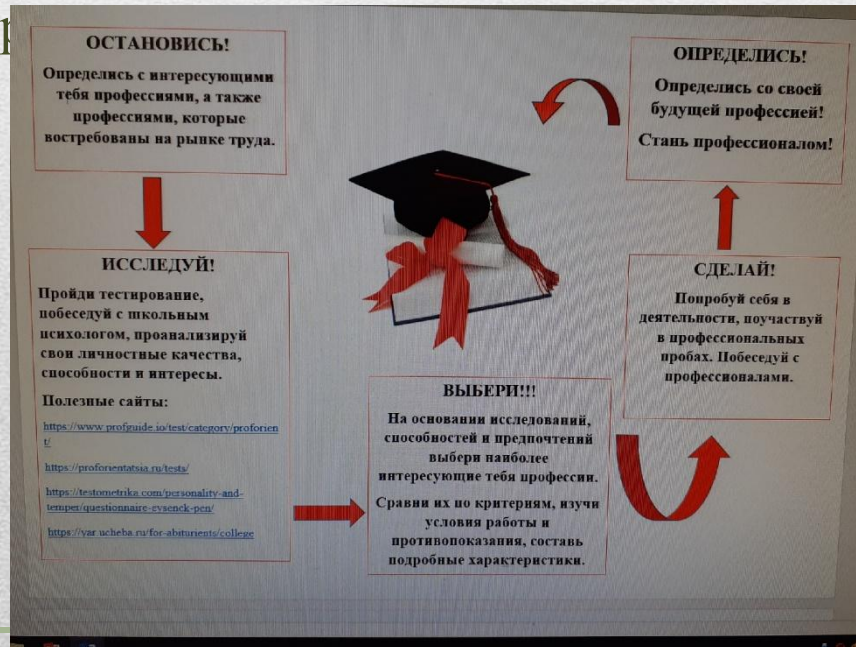 ОСТАНОВИСЬ!
Определись с интересующими
тебя профессиями, а также
профессиями, которые
востребованы на рынке труда.
ИССЛЕДУЙ!
Пройди тестирование,
побеседуй с школьным
психологом, проанализируй
свои личностные качества,
способности и интересы.
Полезные сайты:
https://www.profguide.io/test/category/proforien
t/
https://proforientatsia.ru/tests/
https://testometrika.com/personality-and-
temper/questionnaire-eysenck-pen/
https://yar.ucheba.ru/for-abiturients/college
ВЫБЕРИ!!!
На основании исследований,
способностей и предпочтений
выбери наиболее
интересующие тебя профессии.
Сравни их по критериям, изучи
условия работы и
противопоказания, составь
подробные характеристики.
СДЕЛАЙ!
Попробуй себя в
деятельности, поучаствуй
в профессиональных
пробах. Побеседуй с
профессионалами.
ОПРЕДЕЛИСЬ!
Определись со своей
будущей профессией!
Стань профессионалом!